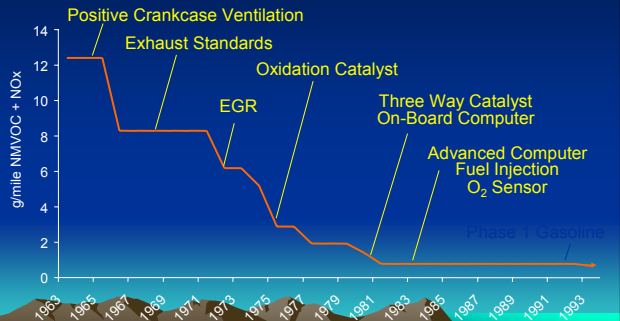 Positive Crankcase Ventilation
Exhaust Standards
Oxidation Catalyst
EGR
Three Way Catalyst
On-Board Computer
Advanced Computer
Fuel Injection
O₂ Sensor
Phase 1 Gasoline
g/mile NMVOC + NOx
14
12
10
8
6
4
2
0
1963
1965
1967
1969
1971
1973
1975
1977
1979
1981
1983
1985
1987
1989
1991
1993